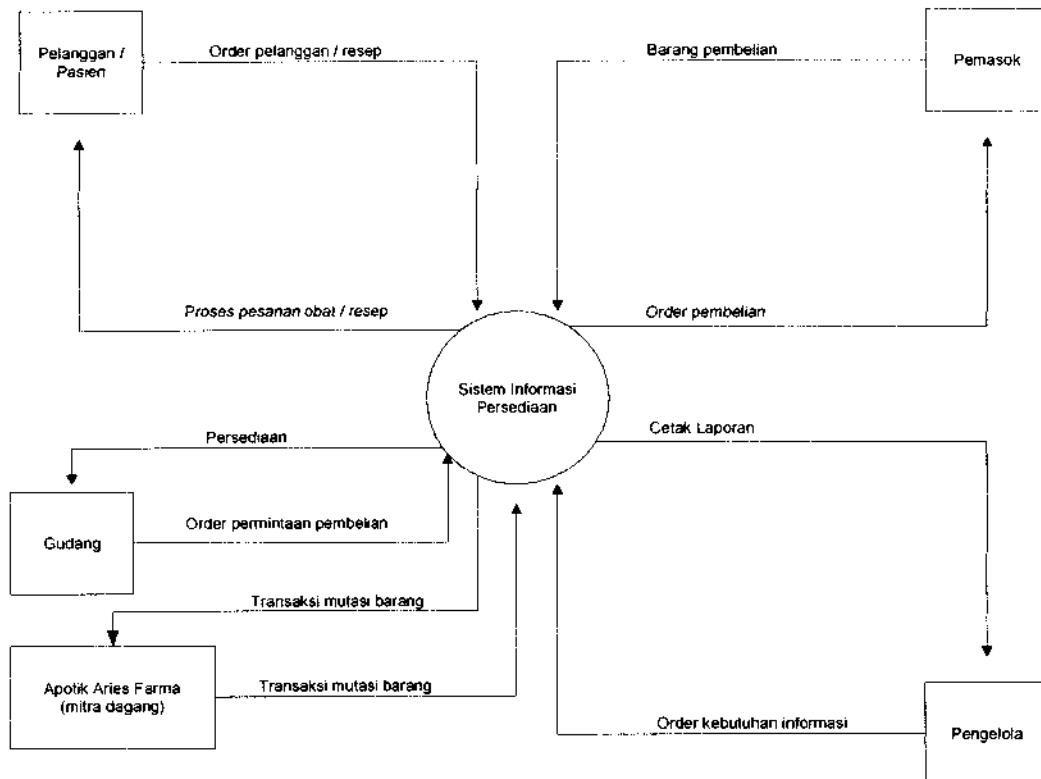 Pelanggan /
Pasien
Order pelanggan / resep
Barang pembelian
Pemasok
Proses pesanan obat / resep
Order pembelian
Sistem Informasi
Persediaan
Persediaan
Cetak Laporan
Gudang
Order permintaan pembelian
Transaksi mutasi barang
Apotik Aries Farma
(mitra dagang)
Transaksi mutasi barang
Order kebutuhan informasi
Pengelola